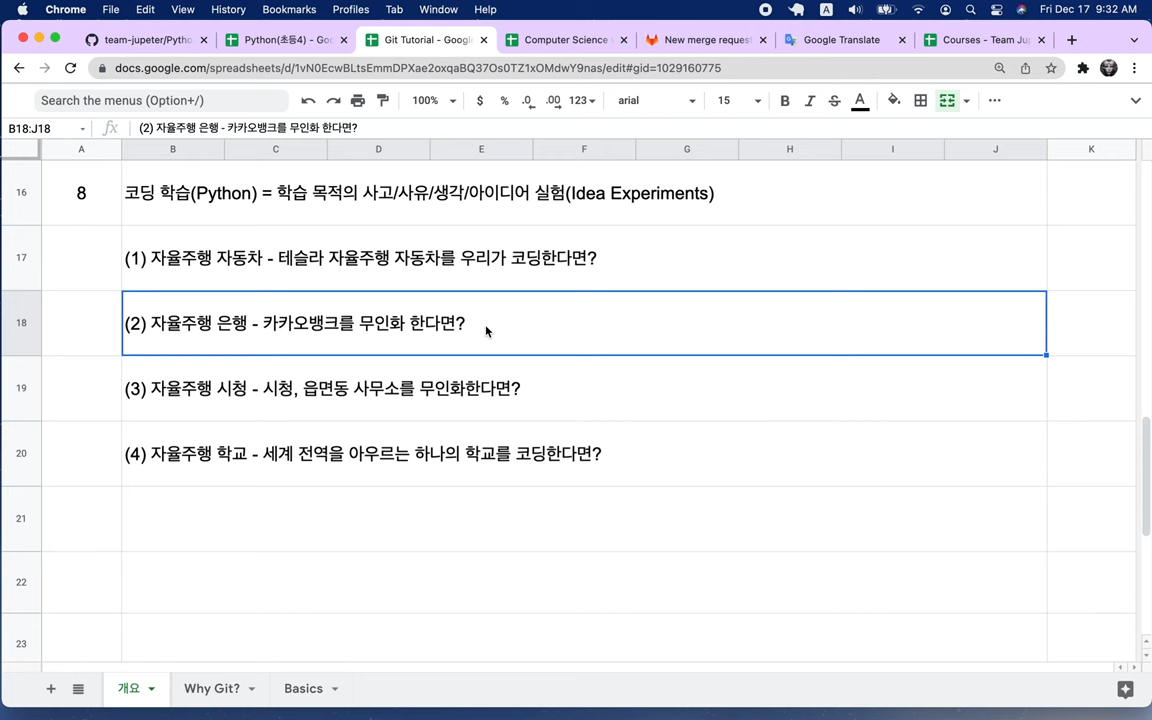 Chrome File Edit View History Bookmarks Profiles Tab Window Help
A
Fri Dec 17 9:32 AM
team-jupeter/Pytho
Python(초등4) - Goo
Git Tutorial - Google
Computer Science
New merge request
Google Translate
Courses - Team Ju
docs.google.com/spreadsheets/d/1vN0EcwBLtsEmmDPXae2oxqaBQ37Os0TZ1xOMdwY9nas/edit#gid=1029160775
Search the menus (Option+/)
100% $ % .0 .00 123 arial 15 B I S A
B18:J18 fx (2) 자율주행 은행 - 카카오뱅크를 무인화 한다면?
A B C D E F G H I J K
16 8 코딩 학습(Python) = 학습 목적의 사고/사유/생각/아이디어 실험(Idea Experiments)
17 (1) 자율주행 자동차 - 테슬라 자율주행 자동차를 우리가 코딩한다면?
18 (2) 자율주행 은행 - 카카오뱅크를 무인화 한다면?
19 (3) 자율주행 시청 - 시청, 읍면동 사무소를 무인화한다면?
20 (4) 자율주행 학교 - 세계 전역을 아우르는 하나의 학교를 코딩한다면?
21
22
23
개요 Why Git? Basics